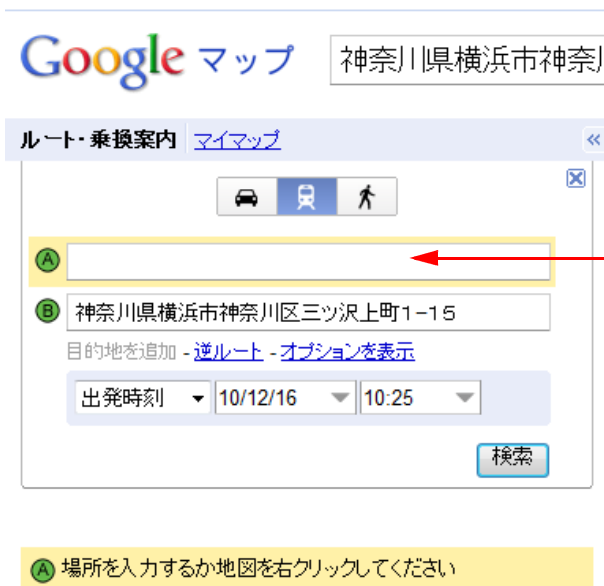 Google マップ 神奈川県横浜市神奈
ルート・乗換案内 マイマップ «
A
B 神奈川県横浜市神奈川区三ツ沢上町1-15
目的地を追加 - 逆ルート - オプションを表示
出発時刻 10/12/16 10:25
検索
A 場所を入力するか地図を右クリックしてください